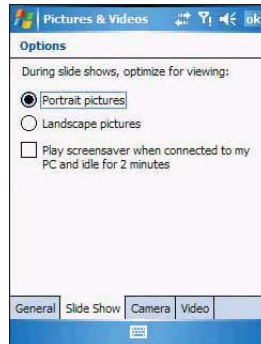 Pictures & Videos ok
Options
During slide shows, optimize for viewing:
Portrait pictures
Landscape pictures
Play screensaver when connected to my
PC and idle for 2 minutes
General Slide Show Camera Video